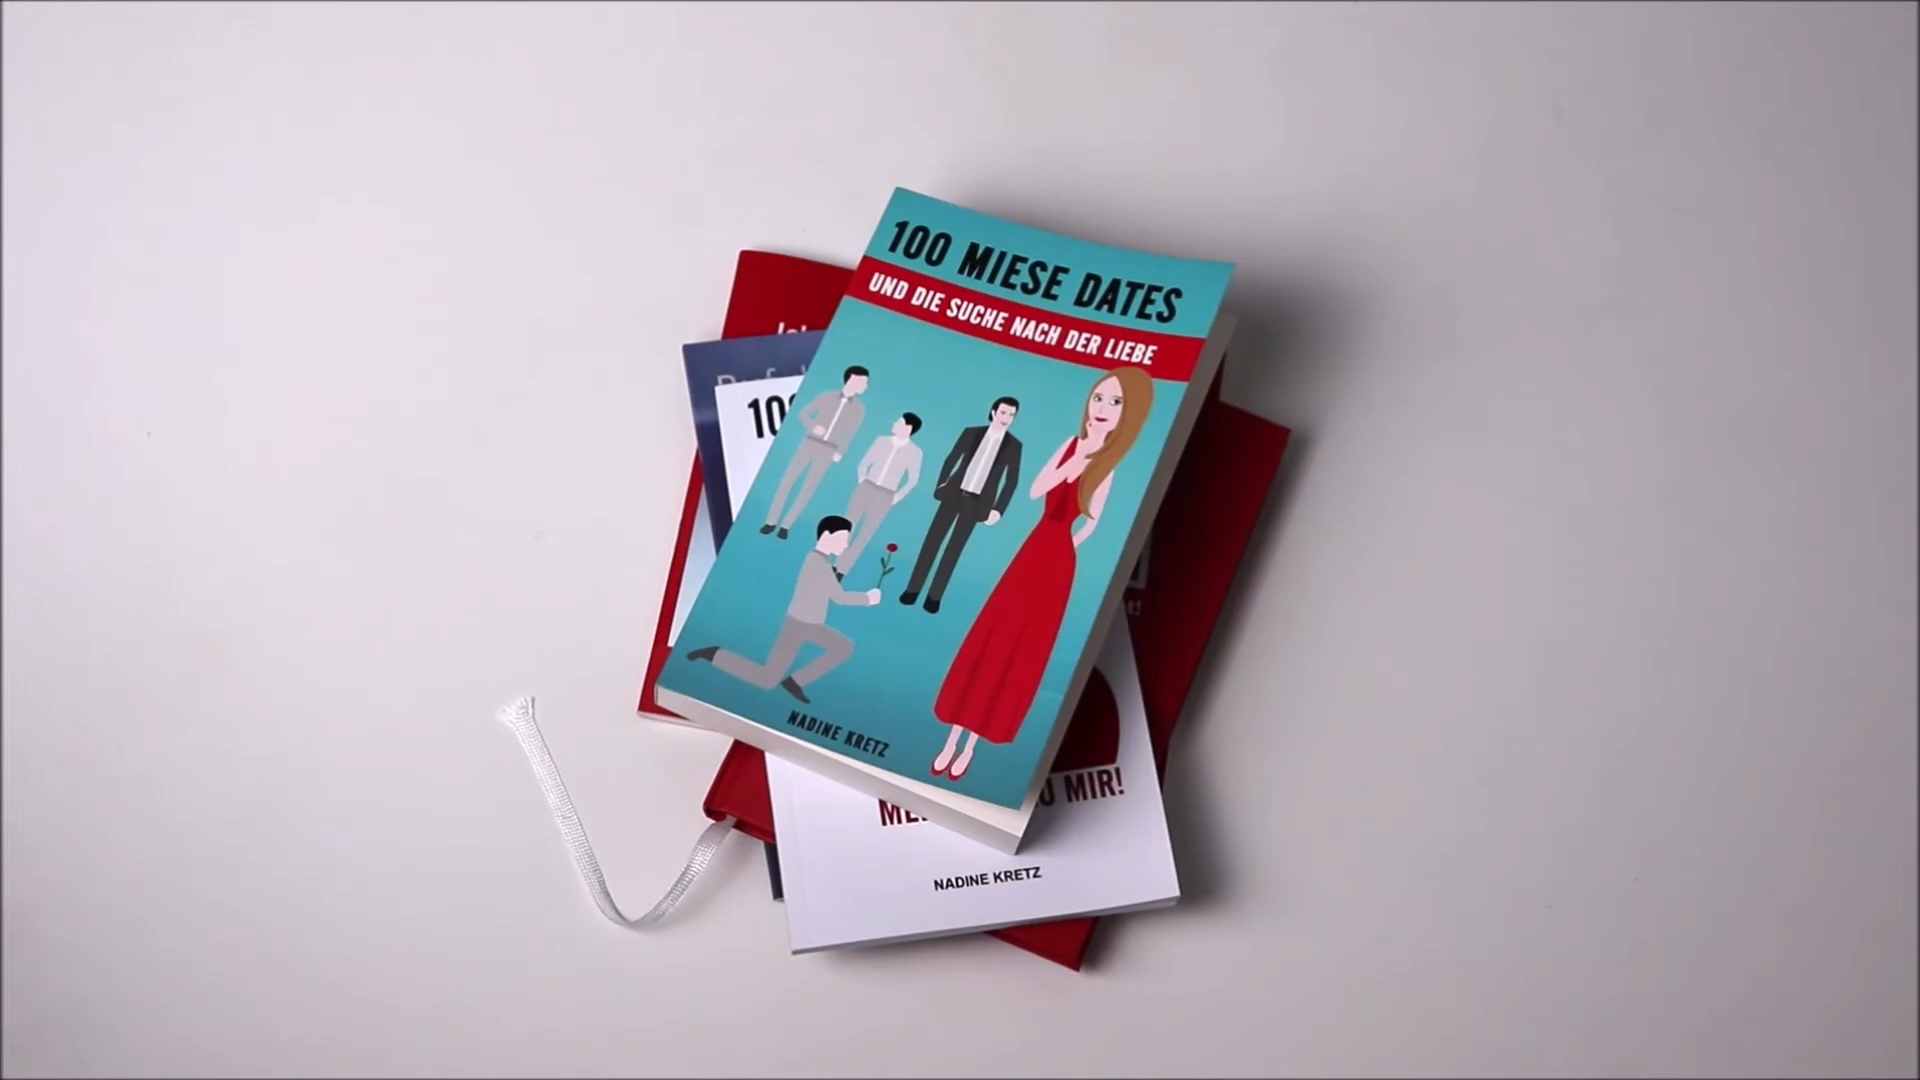 100 MIESE DATES
UND DIE SUCHE NACH DER LIEBE
NADINE KRETZ
MIR!
NADINE KRETZ